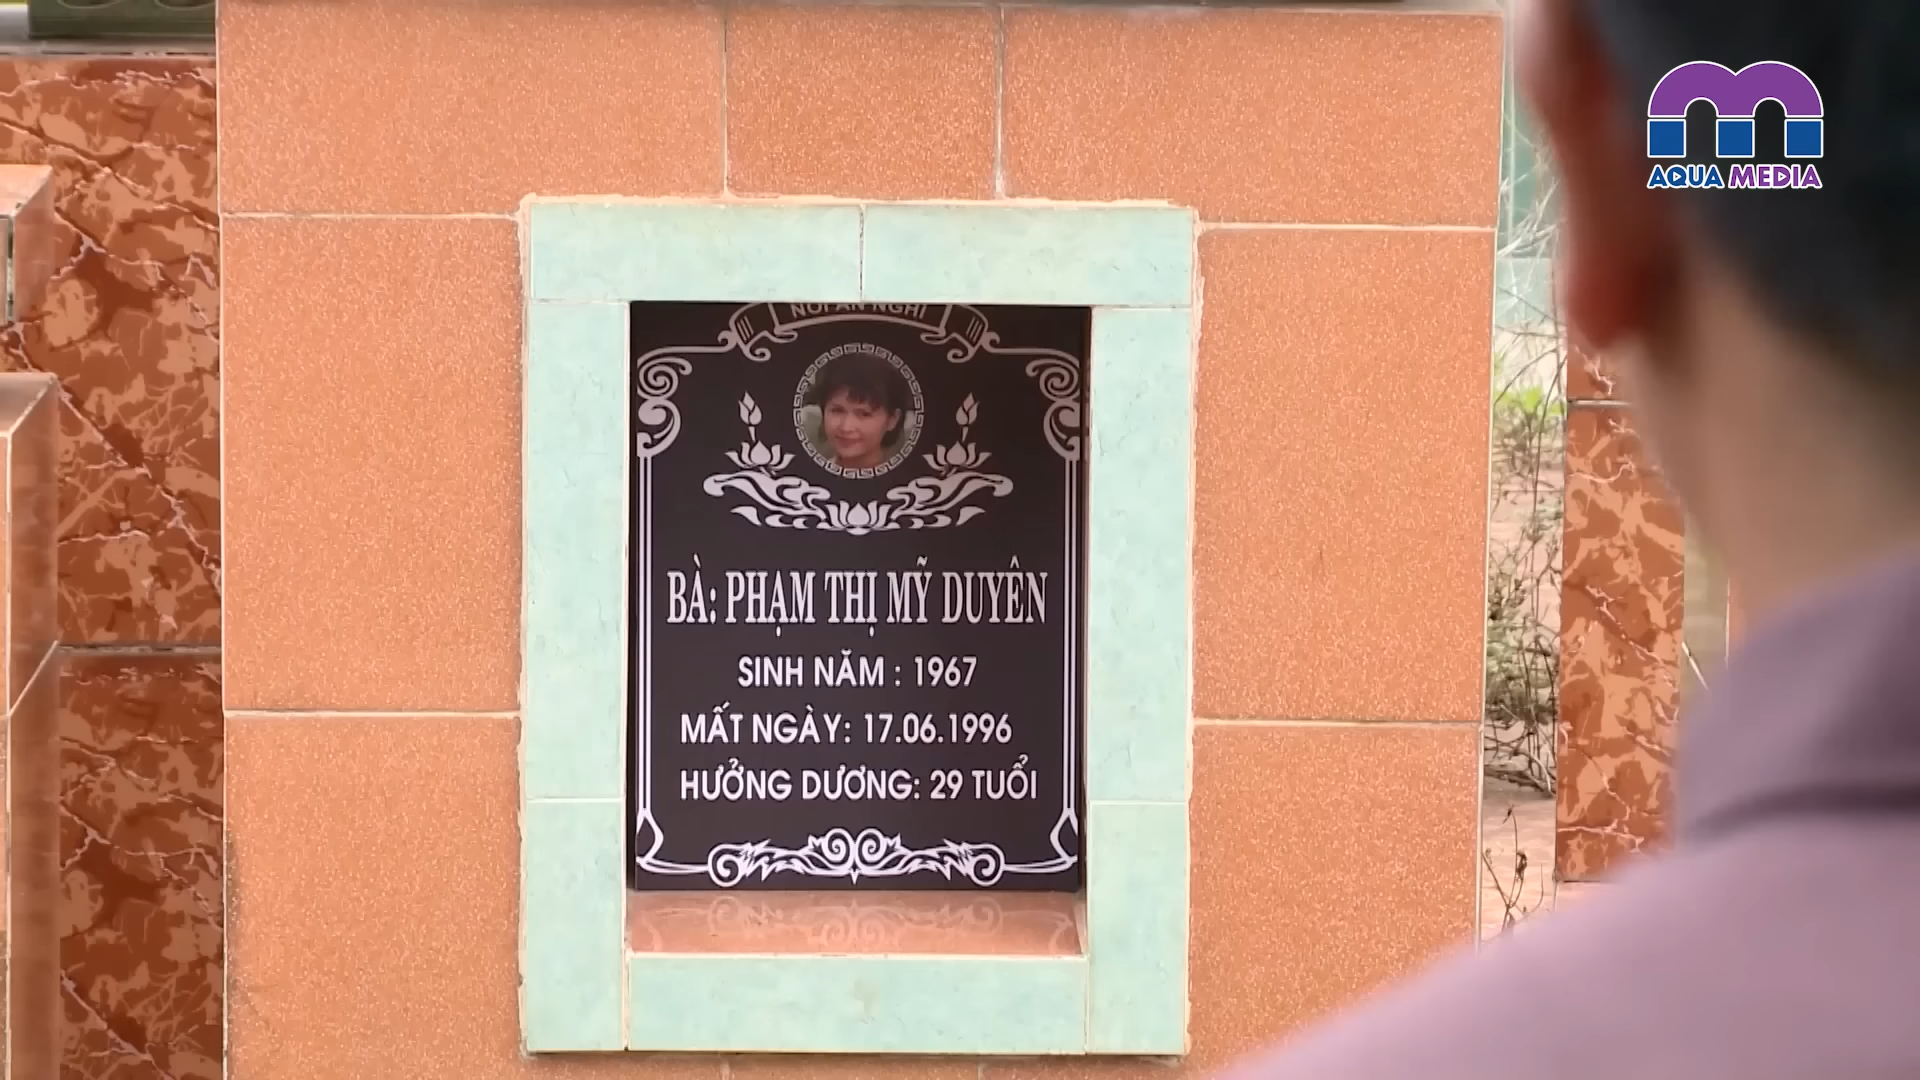 AQUA MEDIA
NƠI AN NGHỈ
BÀ: PHẠM THỊ MỸ DUYÊN
SINH NĂM : 1967
MẤT NGÀY: 17.06.1996
HƯỞNG DƯƠNG: 29 TUỔI